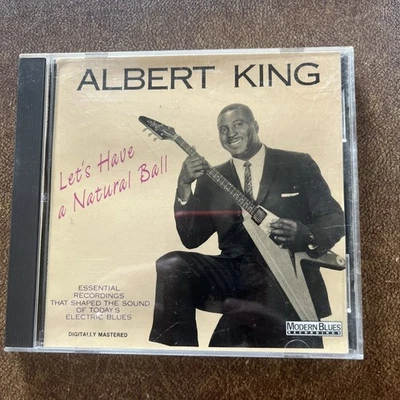 ALBERT KING
Let's Have
a Natural Ball
ESSENTIAL
RECORDINGS
THAT SHAPED THE SOUND
OF TODAY'S
ELECTRIC BLUES
DIGITALLY MASTERED
MODERN BLUES
RECORDINGS